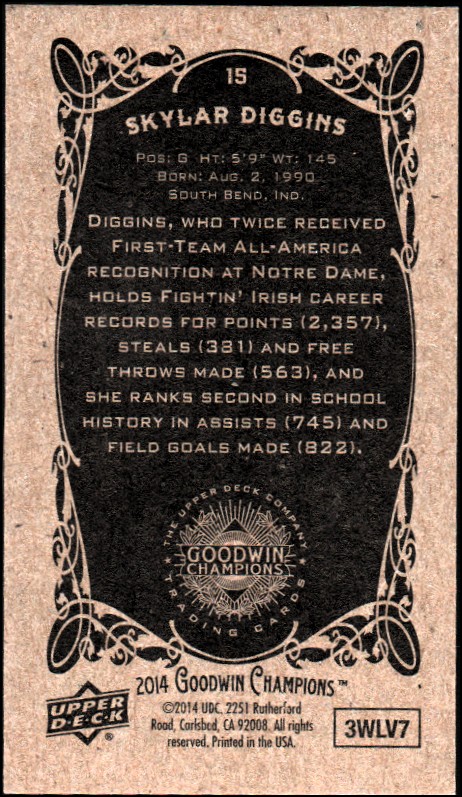 15
SKYLAR DIGGINS
POS: G HT: 5'9" WT: 145
BORN: AUG. 2, 1990
SOUTH BEND, IND.
DIGGINS, WHO TWICE RECEIVED
FIRST-TEAM ALL-AMERICA
RECOGNITION AT NOTRE DAME,
HOLDS FIGHTIN' IRISH CAREER
RECORDS FOR POINTS (2,357),
STEALS (381) AND FREE
THROWS MADE (563), AND
SHE RANKS SECOND IN SCHOOL
HISTORY IN ASSISTS (745) AND
FIELD GOALS MADE (822).
THE UPPER DECK COMPANY
GOODWIN
CHAMPIONS
TRADING CARDS
2014 GOODWIN CHAMPIONS™
UPPER
D·E·C·K
©2014 UDC. 2251 Rutherford
Road, Carlsbad, CA 92008. All rights
reserved. Printed in the USA.
3WLV7